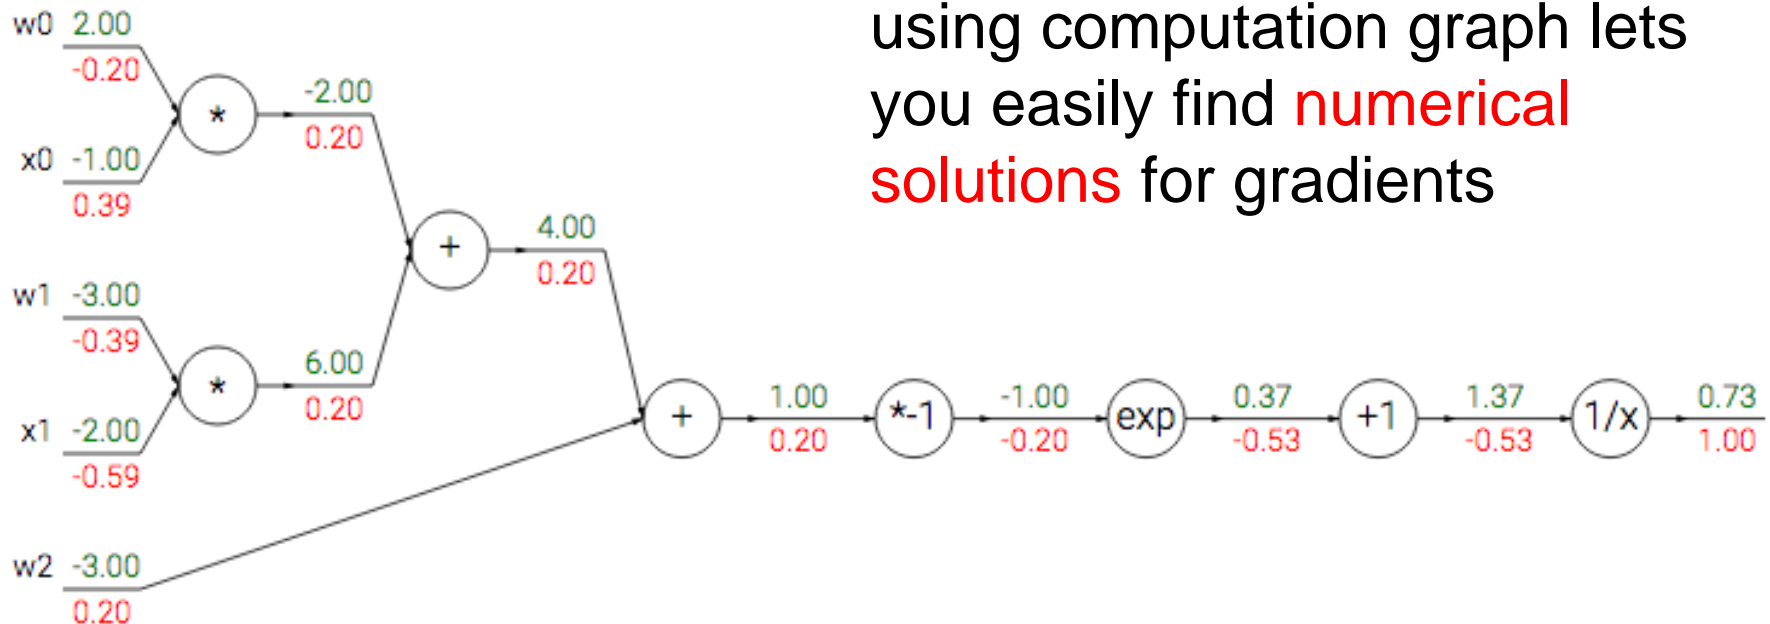 using computation graph lets
you easily find numerical
solutions for gradients
w0 2.00
-0.20
*
-2.00
0.20
x0 -1.00
0.39
+
4.00
0.20
w1 -3.00
-0.39
*
6.00
0.20
x1 -2.00
-0.59
+
1.00
0.20
*-1
-1.00
-0.20
exp
0.37
-0.53
+1
1.37
-0.53
1/x
0.73
1.00
w2 -3.00
0.20